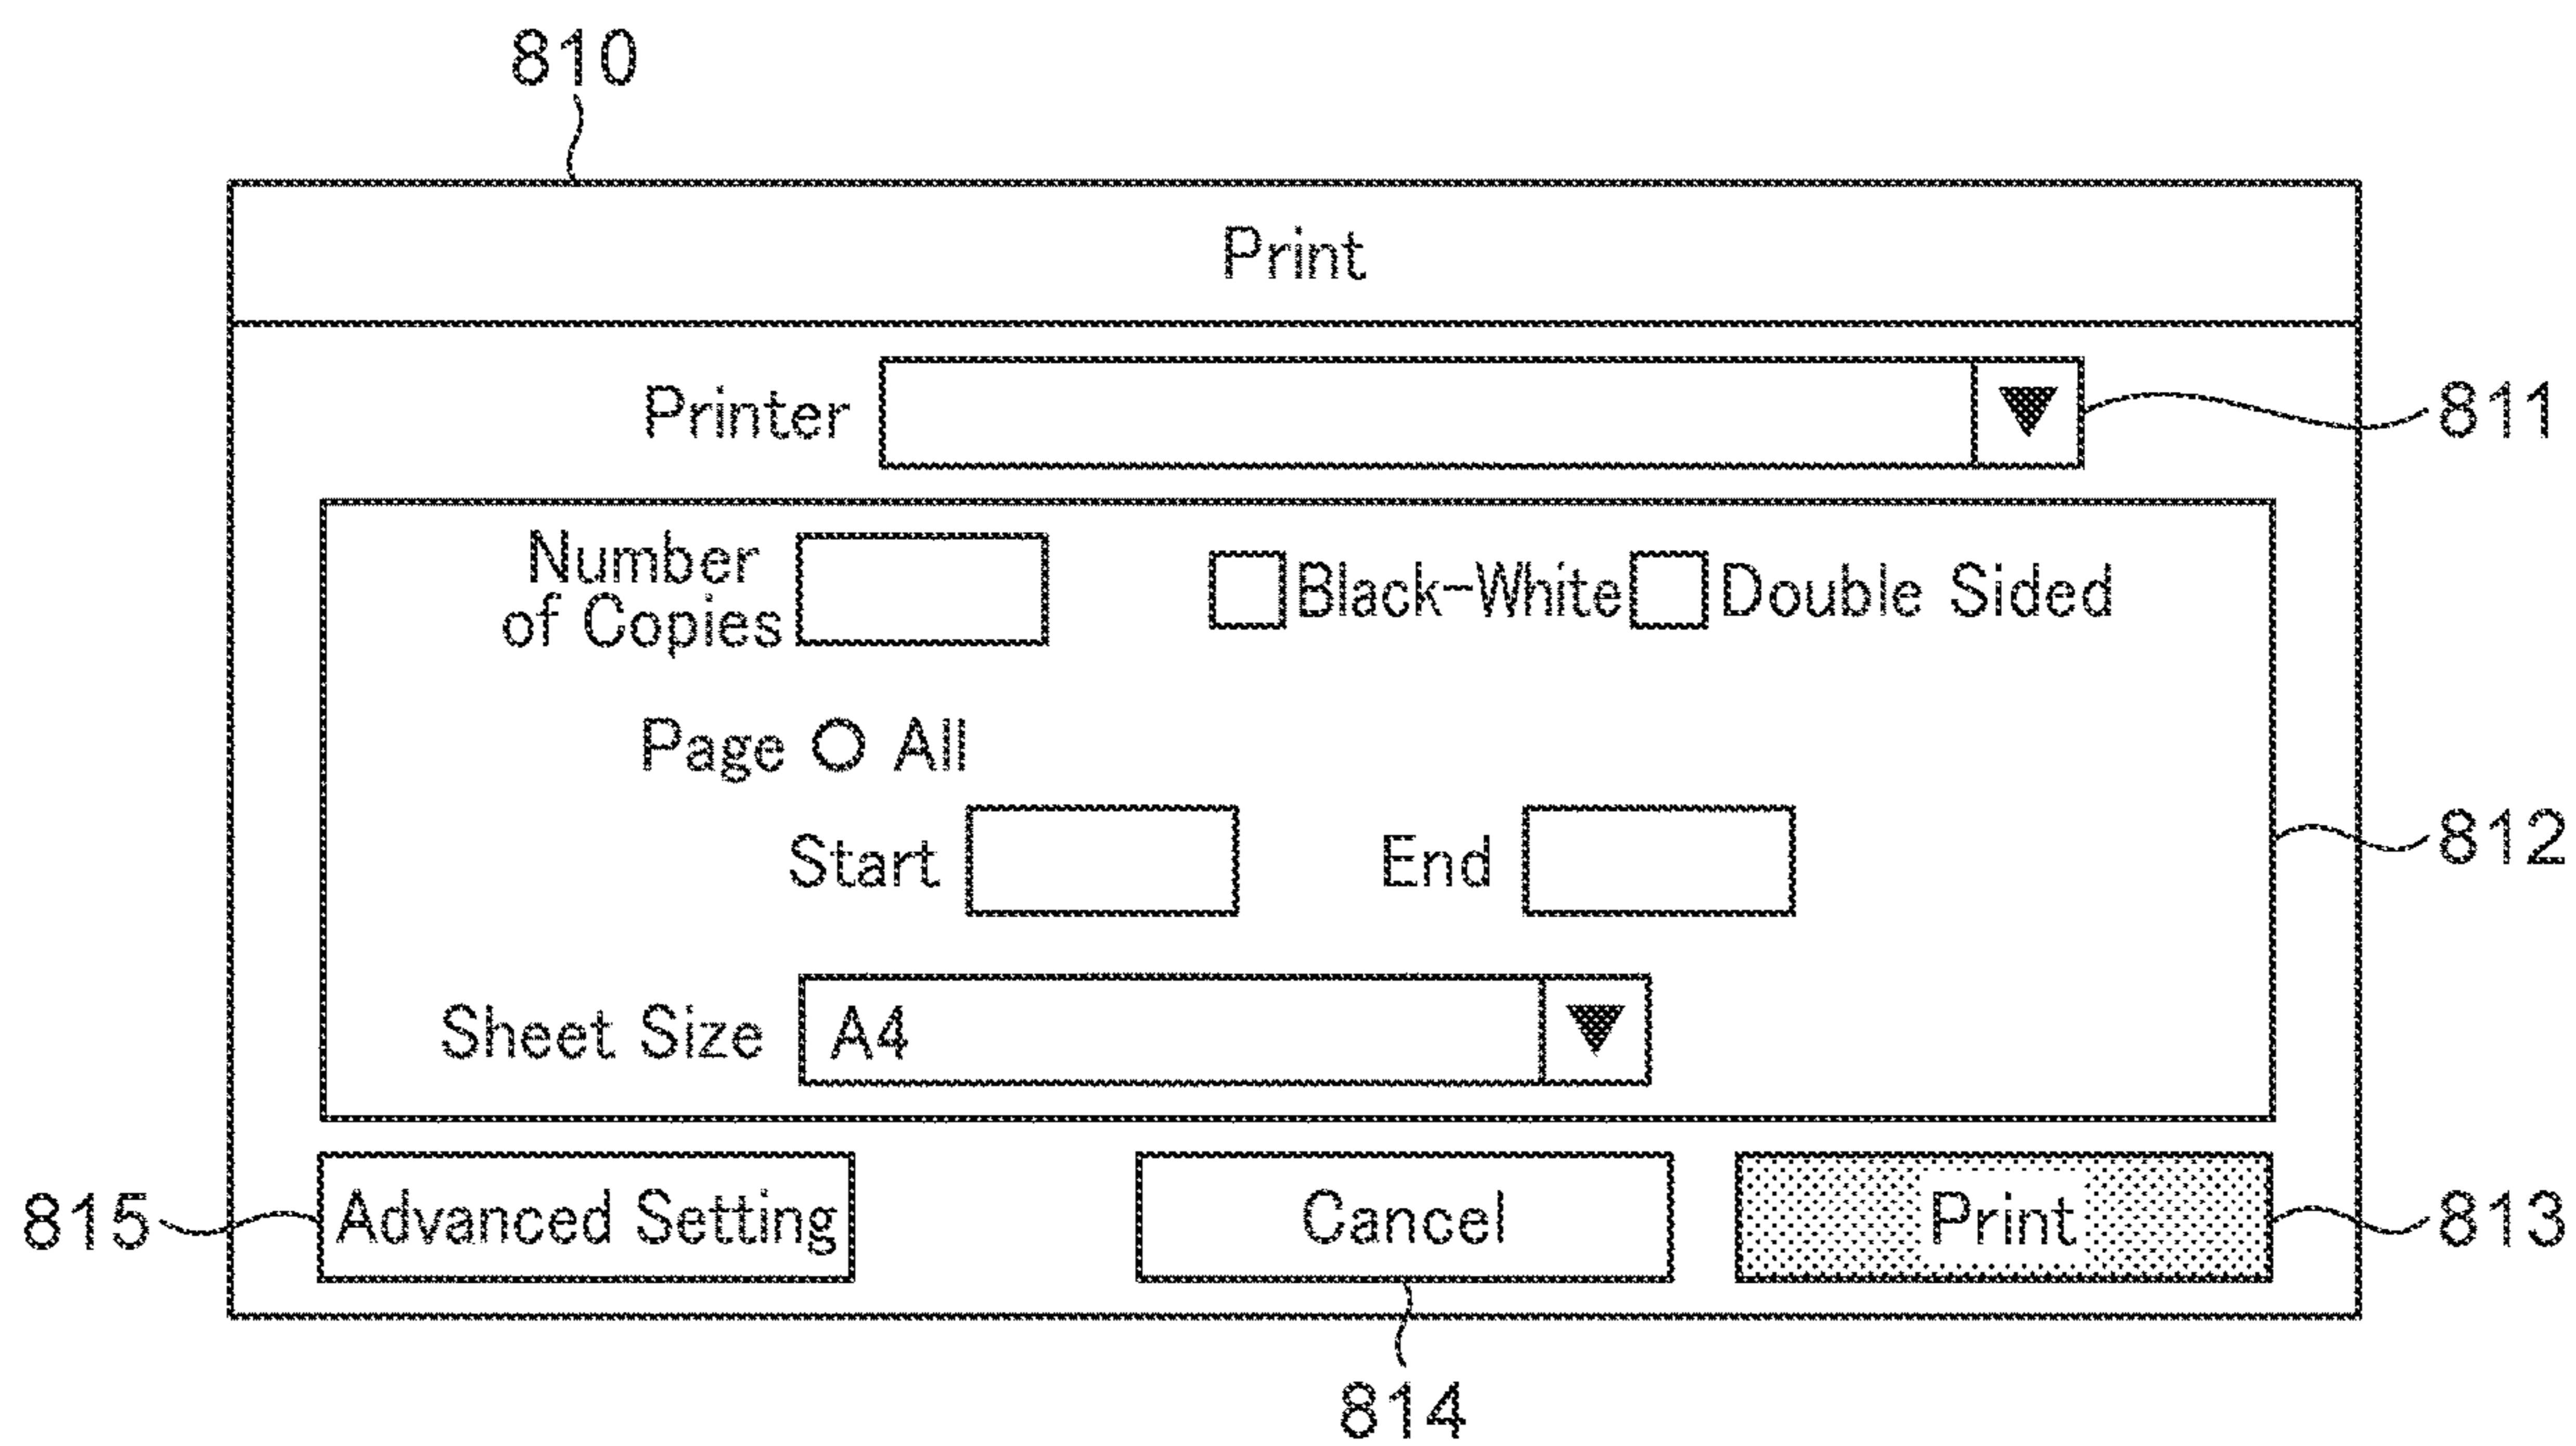 810
Print
Printer
811
Number
of Copies
Black-White
Double Sided
Page
All
Start
End
812
Sheet Size
A4
815
Advanced Setting
Cancel
Print
813
814